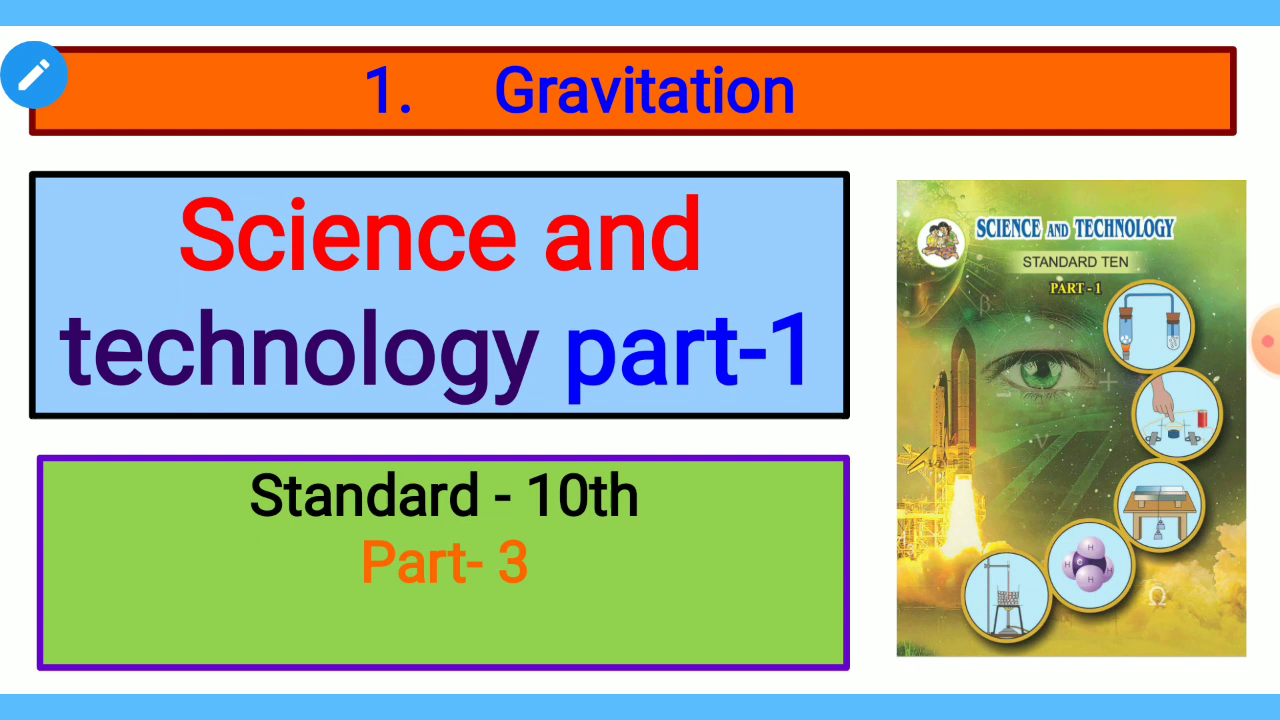 1. Gravitation
Science and
technology part-1
Standard - 10th
Part- 3
SCIENCE AND TECHNOLOGY
STANDARD TEN
PART - 1
β
+
–
V
H
H
C
H
H
Ω